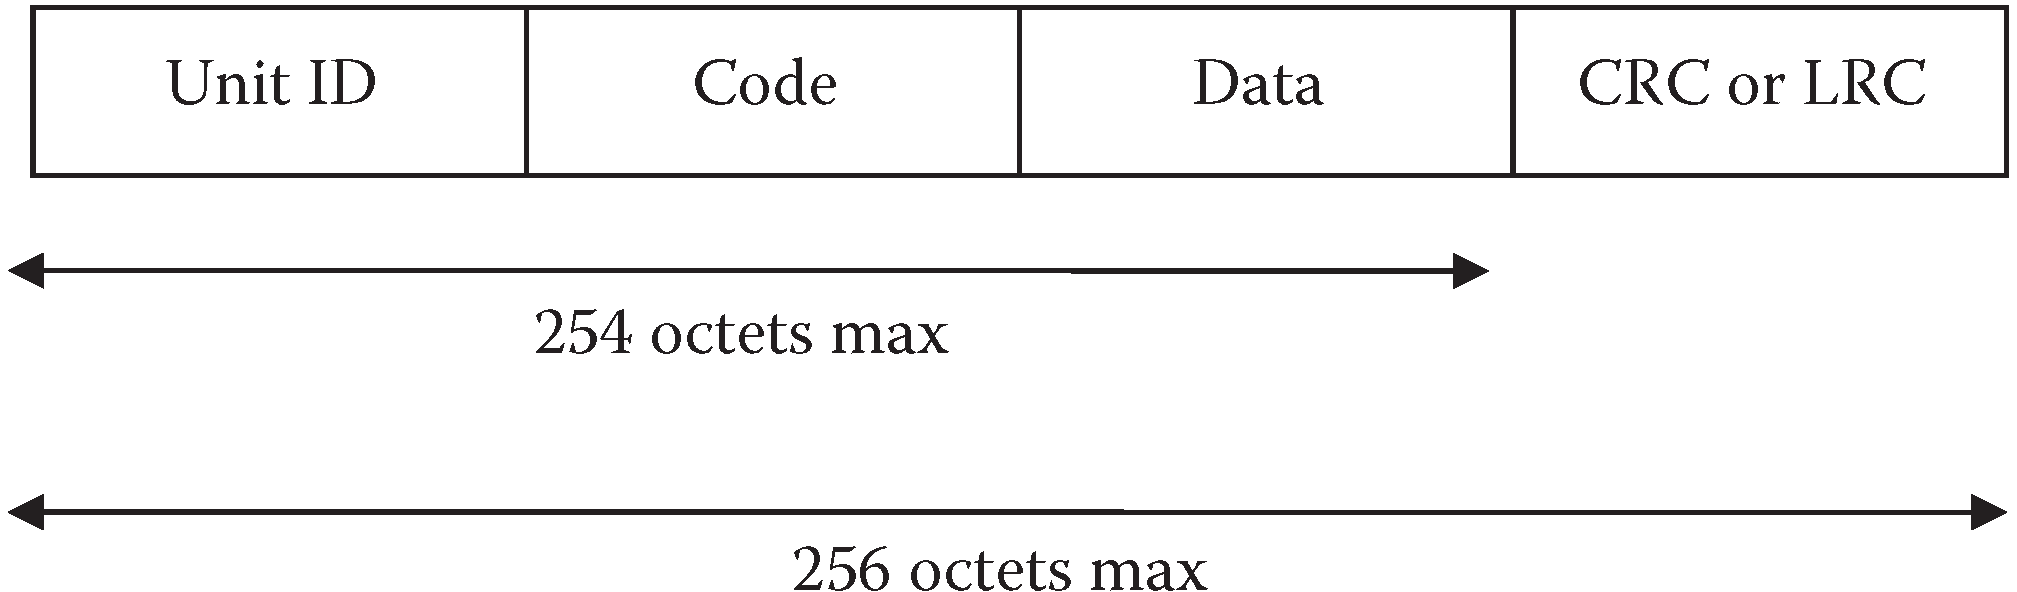 Unit ID Code Data CRC or LRC
254 octets max
256 octets max